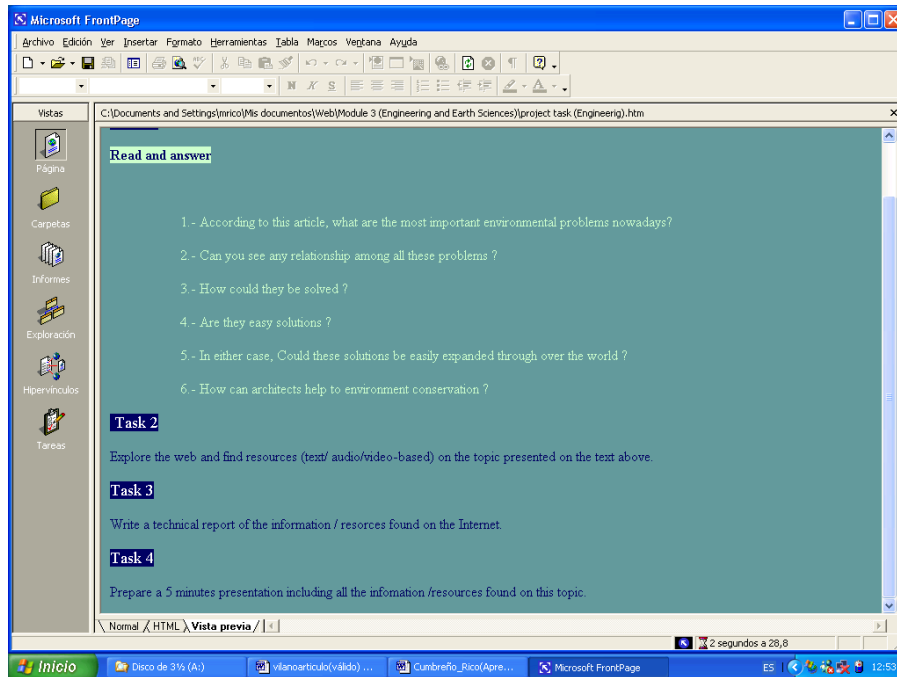 Microsoft FrontPage
Archivo Edición Ver Insertar Formato Herramientas Tabla Marcos Ventana Ayuda
N K S
Vistas
C:\Documents and Settings\mrico\Mis documentos\Web\Module 3 (Engineering and Earth Sciences)\project task (Engineerig).htm
Página
Carpetas
Informes
Exploración
Hipervínculos
Tareas
Read and answer
1.- According to this article, what are the most important environmental problems nowadays?
2.- Can you see any relationship among all these problems ?
3.- How could they be solved ?
4.- Are they easy solutions ?
5.- In either case, Could these solutions be easily expanded through over the world ?
6.- How can architects help to environment conservation ?
Task 2
Explore the web and find resources (text/ audio/video-based) on the topic presented on the text above.
Task 3
Write a technical report of the information / resorces found on the Internet.
Task 4
Prepare a 5 minutes presentation including all the infomation /resources found on this topic.
Normal HTML Vista previa
2 segundos a 28,8
Inicio Disco de 3½ (A:) vilanoarticulo(válido) ... Cumbreño_Rico(Apre... Microsoft FrontPage ES 12:53